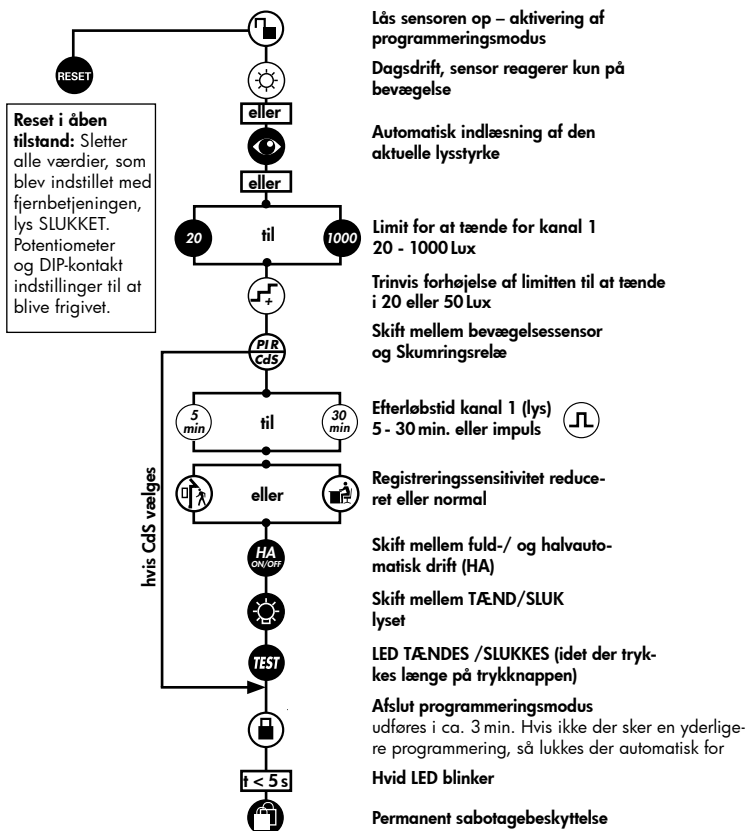 Lås sensoren op – aktivering af
programmeringsmodus
RESET
Dagsdrift, sensor reagerer kun på
bevægelse
eller
Reset i åben
tilstand: Sletter
alle værdier, som
blev indstillet med
fjernbetjeningen,
lys SLUKKET.
Potentiometer
og DIP-kontakt
indstillinger til at
blive frigivet.
Automatisk indlæsning af den
aktuelle lysstyrke
eller
20 til 1000
Limit for at tænde for kanal 1
20 - 1000 Lux
+
Trinvis forhøjelse af limitten til at tænde
i 20 eller 50 Lux
PIR
CdS
Skift mellem bevægelsessensor
og Skumringsrelæ
hvis CdS vælges
5
min
til
30
min
Efterløbstid kanal 1 (lys)
5 - 30 min. eller impuls
eller
Registreringssensitivitet reduce-
ret eller normal
HA
ON/OFF
Skift mellem fuld-/ og halvauto-
matisk drift (HA)
Skift mellem TÆND/SLUK
lyset
TEST
LED TÆNDES /SLUKKES (idet der tryk-
kes længe på trykknappen)
Afslut programmeringsmodus
udføres i ca. 3 min. Hvis ikke der sker en yderlige-
re programmering, så lukkes der automatisk for
t < 5 s
Hvid LED blinker
Permanent sabotagebeskyttelse